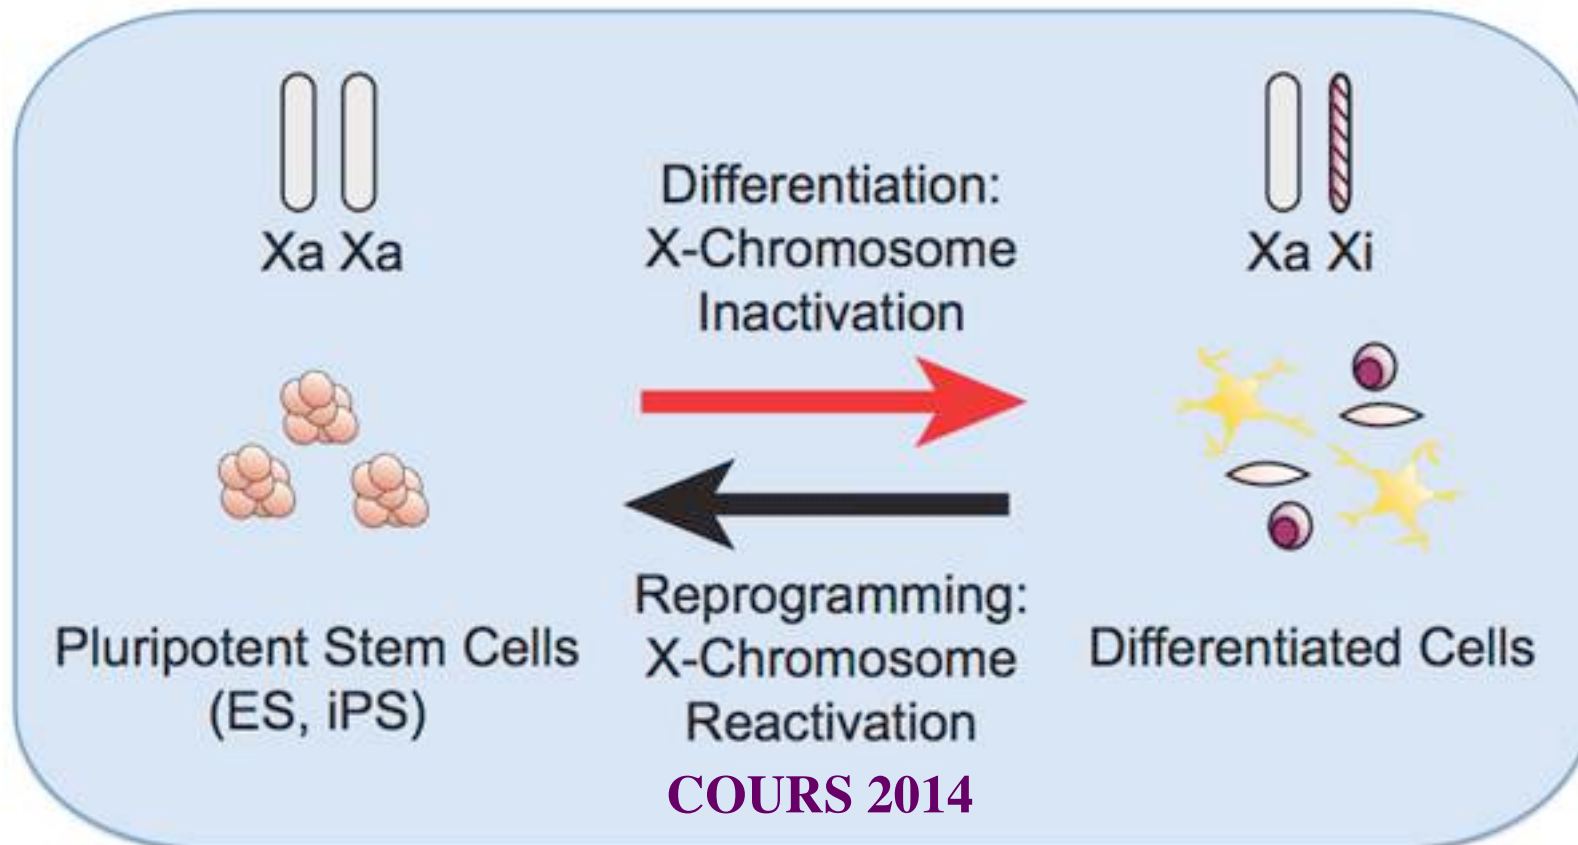 Xa Xa
Pluripotent Stem Cells
(ES, iPS)
Differentiation:
X-Chromosome
Inactivation
Reprogramming:
X-Chromosome
Reactivation
Xa Xi
Differentiated Cells
COURS 2014